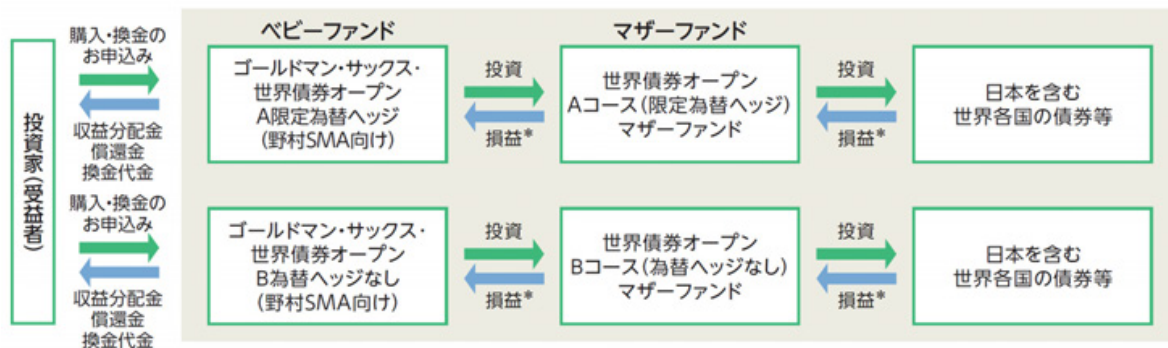 ベビーファンド
マザーファンド
投資家(受益者)
購入・換金の
お申込み
収益分配金
償還金
換金代金
ゴールドマン・サックス・
世界債券オープン
A限定為替ヘッジ
(野村SMA向け)
投資
損益*
世界債券オープン
Aコース(限定為替ヘッジ)
マザーファンド
投資
損益*
日本を含む
世界各国の債券等
購入・換金の
お申込み
収益分配金
償還金
換金代金
ゴールドマン・サックス・
世界債券オープン
B為替ヘッジなし
(野村SMA向け)
投資
損益*
世界債券オープン
Bコース(為替ヘッジなし)
マザーファンド
投資
損益*
日本を含む
世界各国の債券等